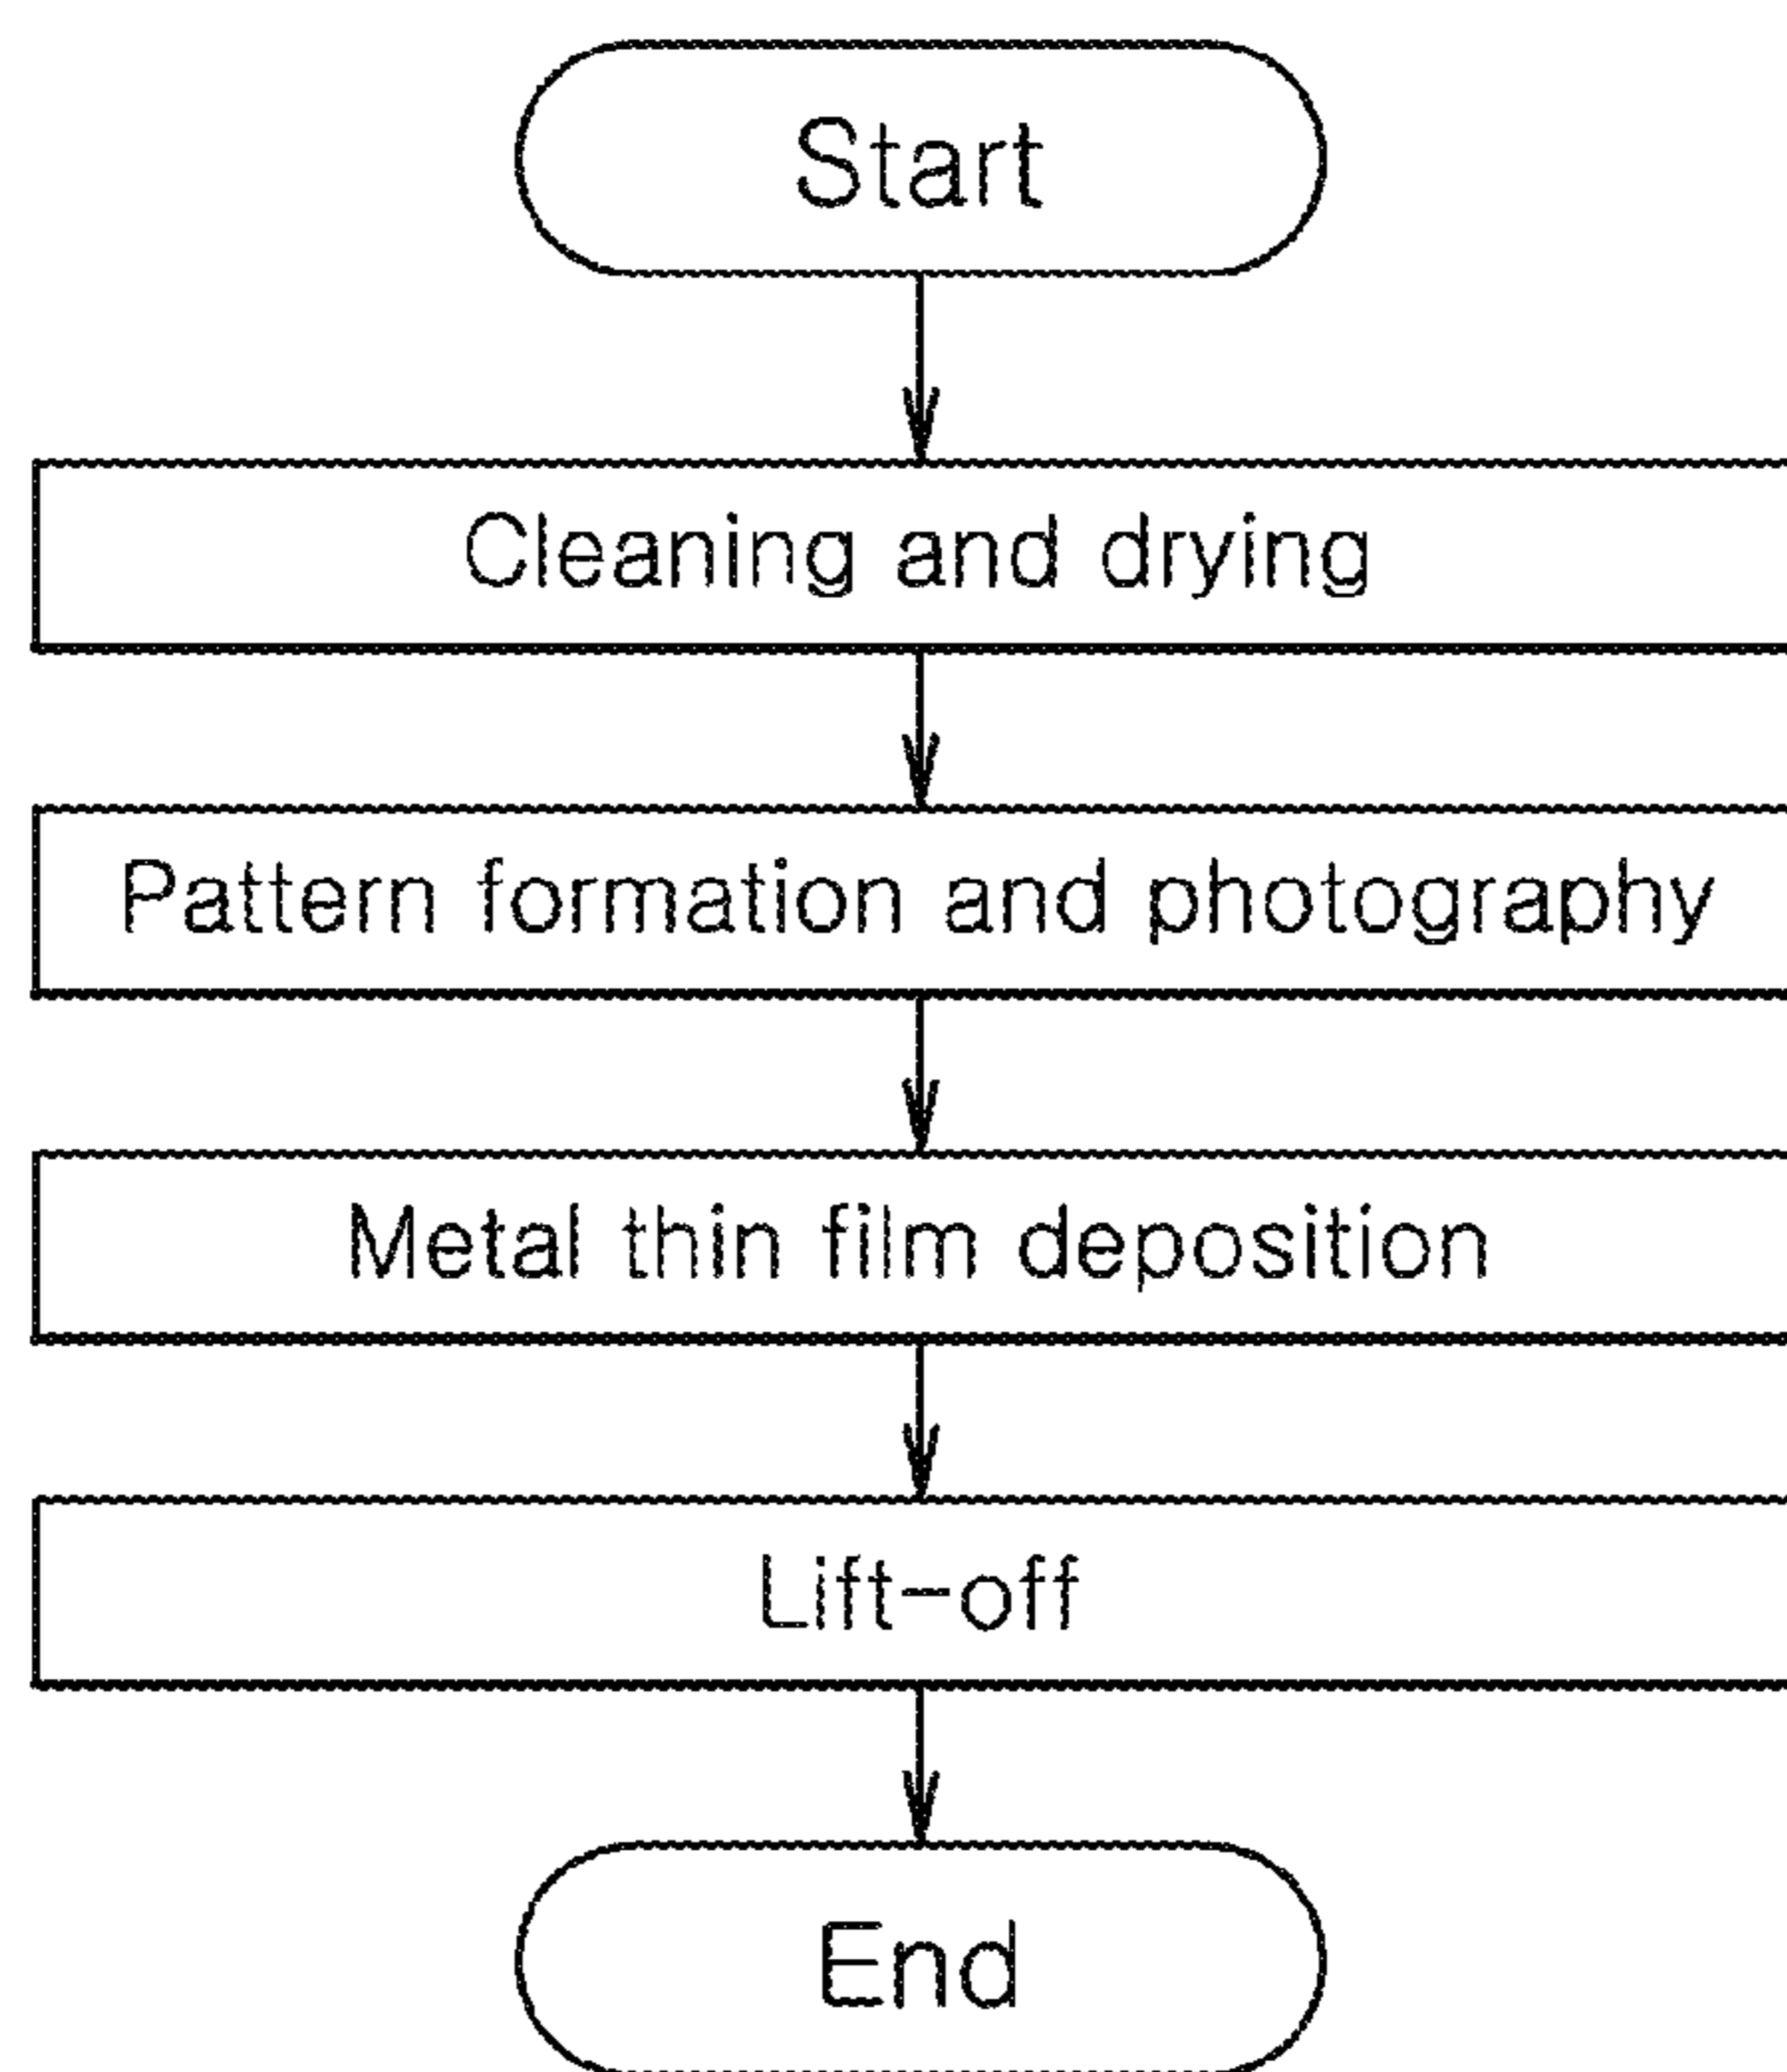 Start
Cleaning and drying
Pattern formation and photography
Metal thin film deposition
Lift-off
End